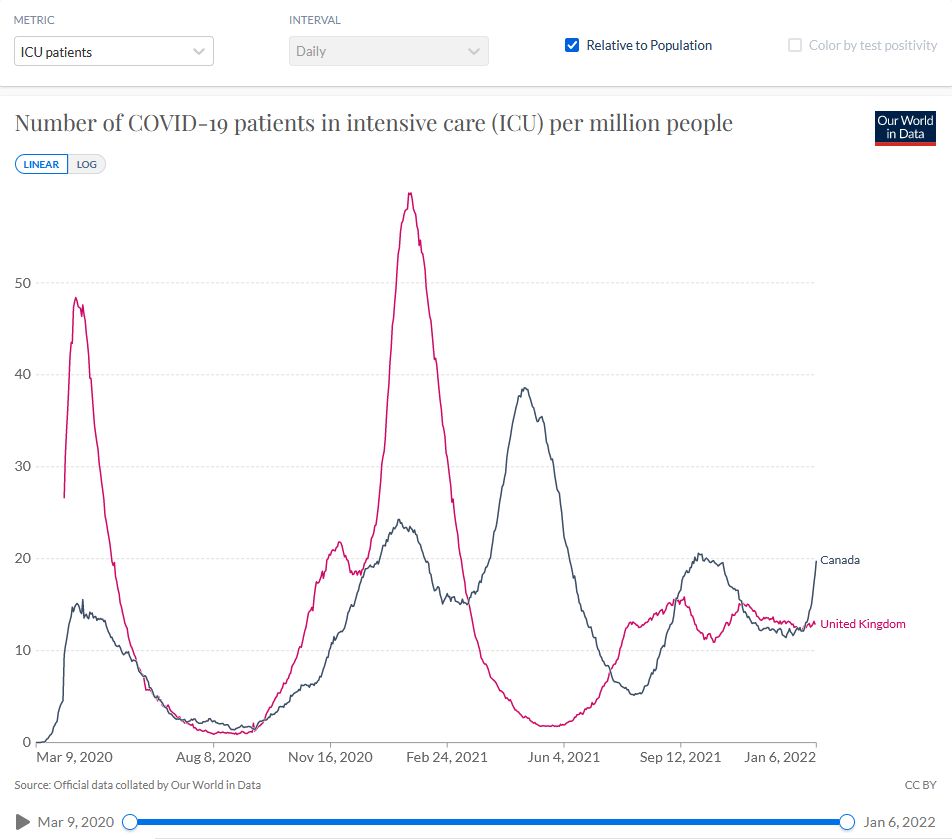 METRIC
INTERVAL
ICU patients
Daily
Relative to Population
Color by test positivity
Number of COVID-19 patients in intensive care (ICU) per million people
Our World
in Data
LINEAR
LOG
50
40
30
20
10
0
Canada
United Kingdom
Mar 9, 2020
Aug 8, 2020
Nov 16, 2020
Feb 24, 2021
Jun 4, 2021
Sep 12, 2021
Jan 6, 2022
Source: Official data collated by Our World in Data
CC BY
Mar 9, 2020
Jan 6, 2022